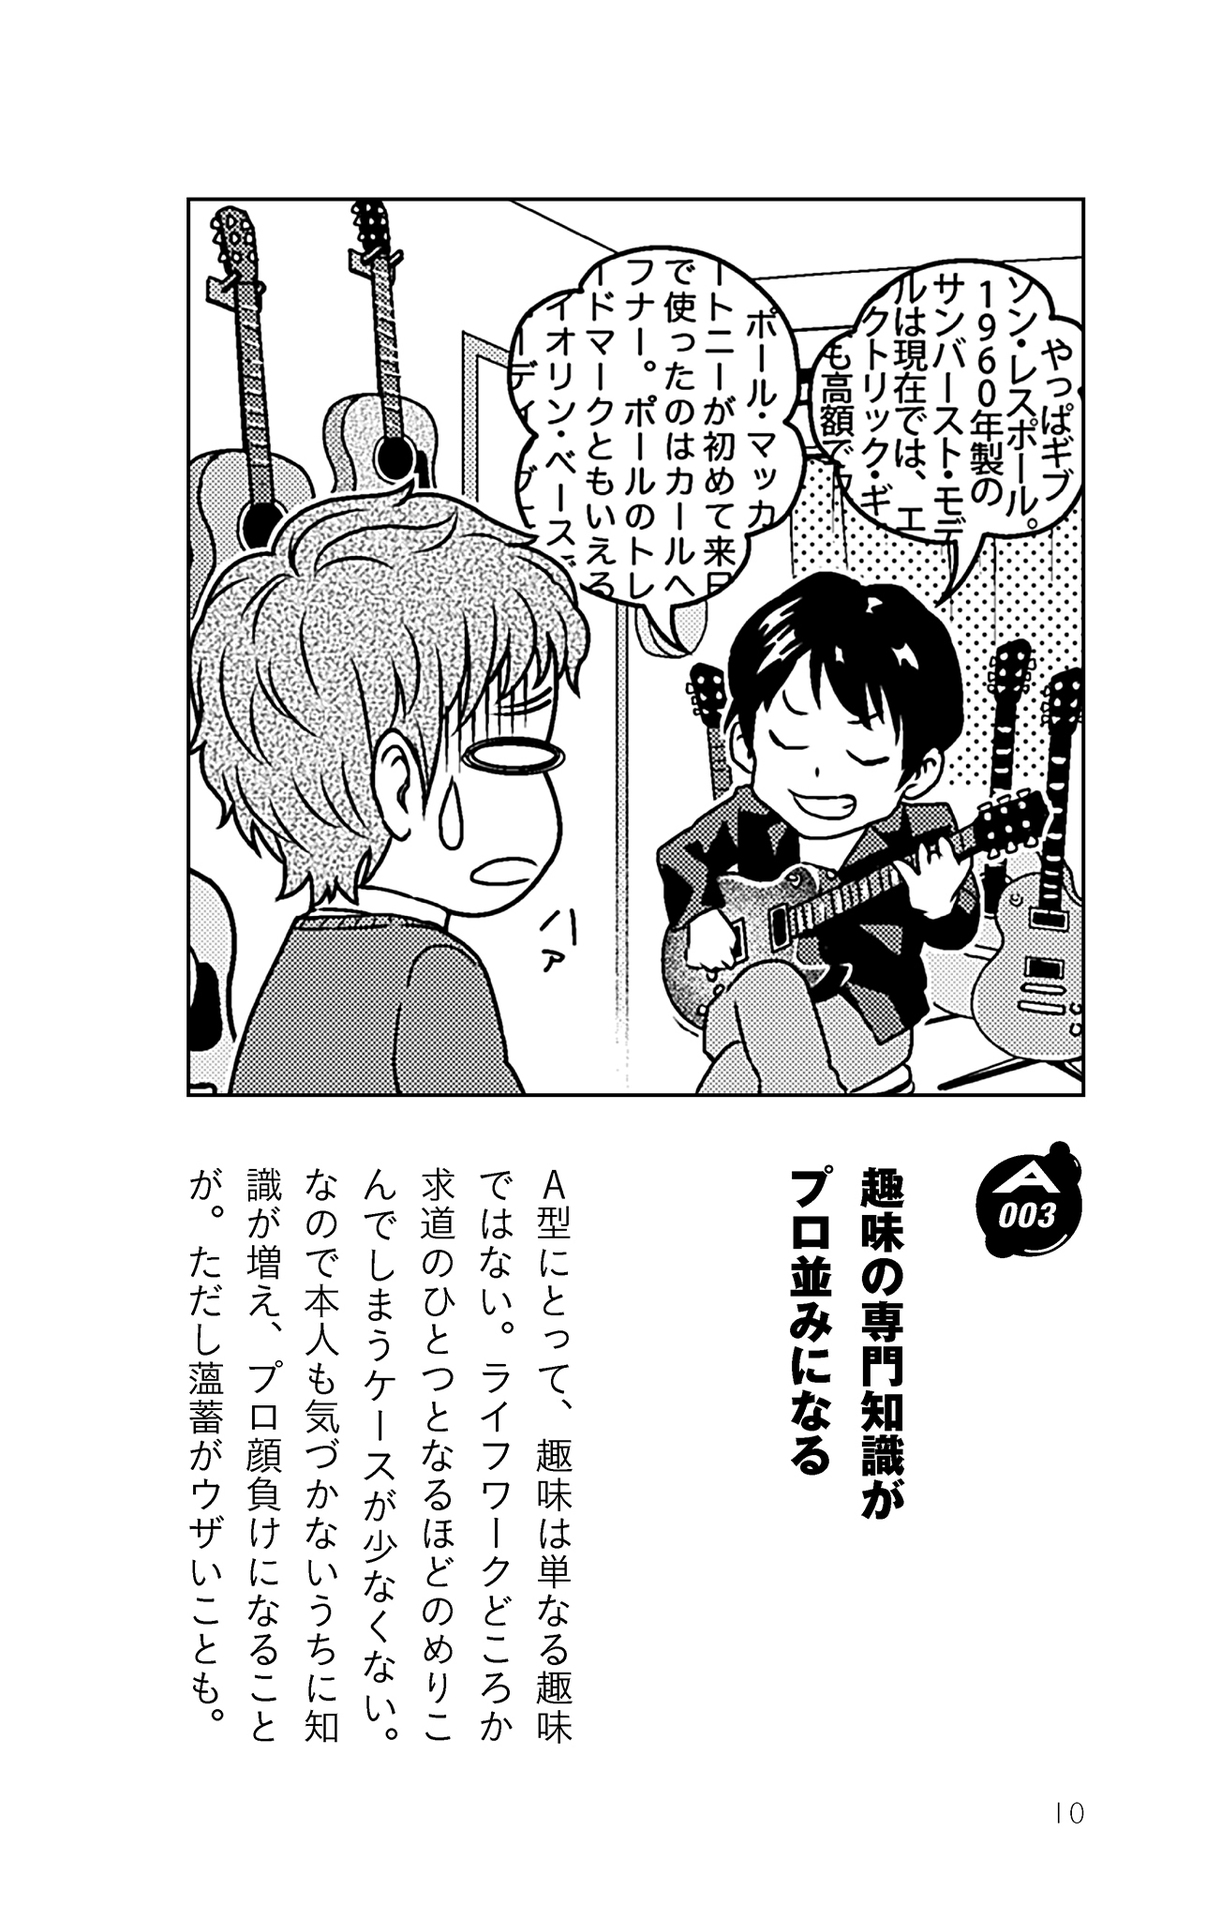 やっぱギブ
ソン・レスポール。
1960年製の
サンバースト・モデ
ルは現在では、エ
クトリック・ギ
も高額で
ポール・マッカ
ートニーが初めて来日
で使ったのはカールヘ
フナー。ポールのトレ
ードマークともいえる
イオリン・ベース
ーディ
ハァ
A
003
趣味の専門知識が
プロ並みになる
A型にとって、趣味は単なる趣味
ではない。ライフワークどころか
求道のひとつとなるほどのめりこ
んでしまうケースが少なくない。
なので本人も気づかないうちに知
識が増え、プロ顔負けになること
が。ただし薀蓄がウザいことも。
10